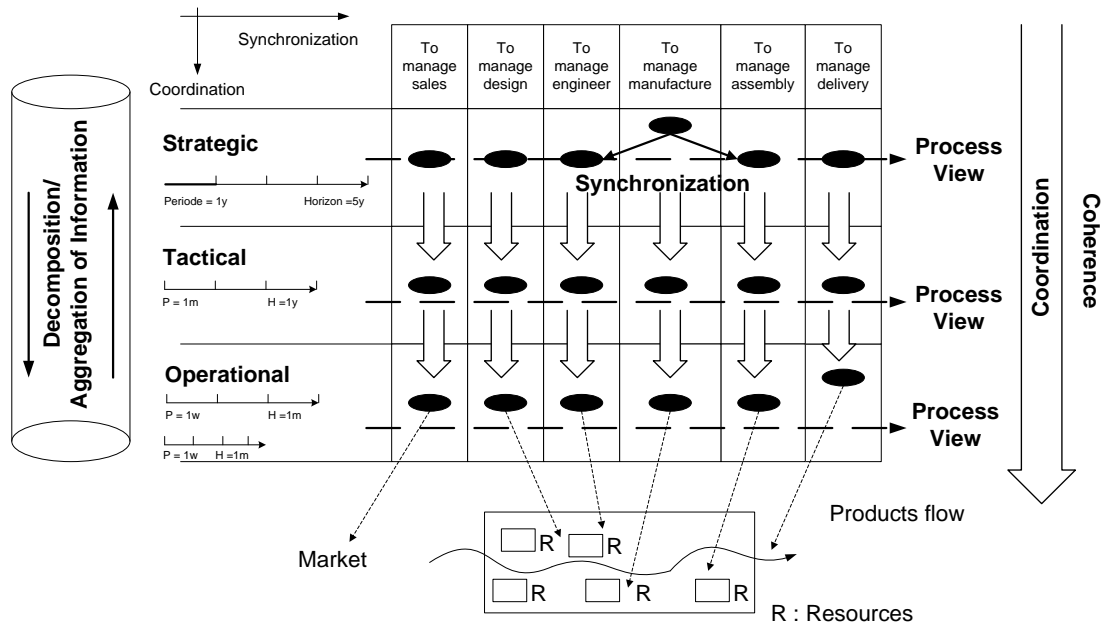 Synchronization
Coordination
To
manage
sales
To
manage
design
To
manage
engineer
To
manage
manufacture
To
manage
assembly
To
manage
delivery
Decomposition/
Aggregation of Information
Strategic
Periode = 1y
Horizon =5y
Synchronization
Process
View
Tactical
P = 1m
H =1y
Process
View
Operational
P = 1w
H =1m
P = 1w
H =1m
Process
View
Coordination
Coherence
Market
R
R
R
R
R
Products flow
R : Resources